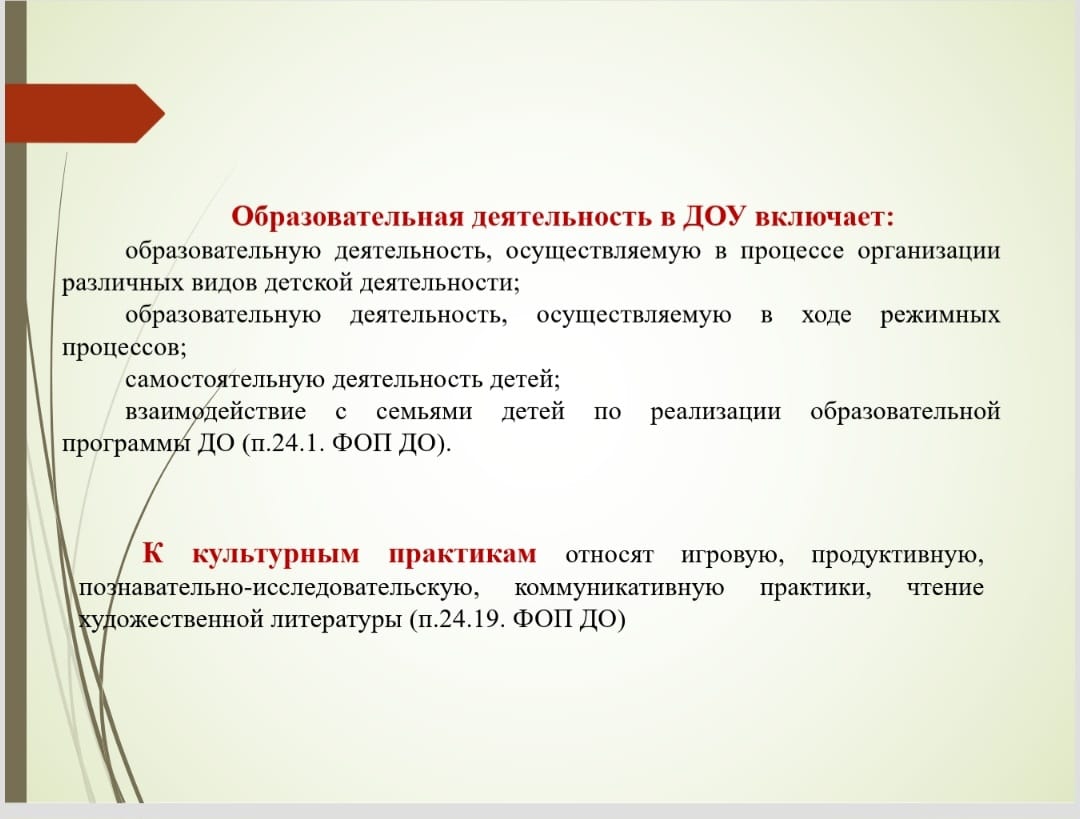 Образовательная деятельность в ДОУ включает:
образовательную деятельность, осуществляемую в процессе организации
различных видов детской деятельности;
образовательную деятельность, осуществляемую в ходе режимных
процессов;
самостоятельную деятельность детей;
взаимодействие с семьями детей по реализации образовательной
программы ДО (п.24.1. ФОП ДО).
К культурным практикам относят игровую, продуктивную,
познавательно-исследовательскую, коммуникативную практики, чтение
художественной литературы (п.24.19. ФОП ДО)